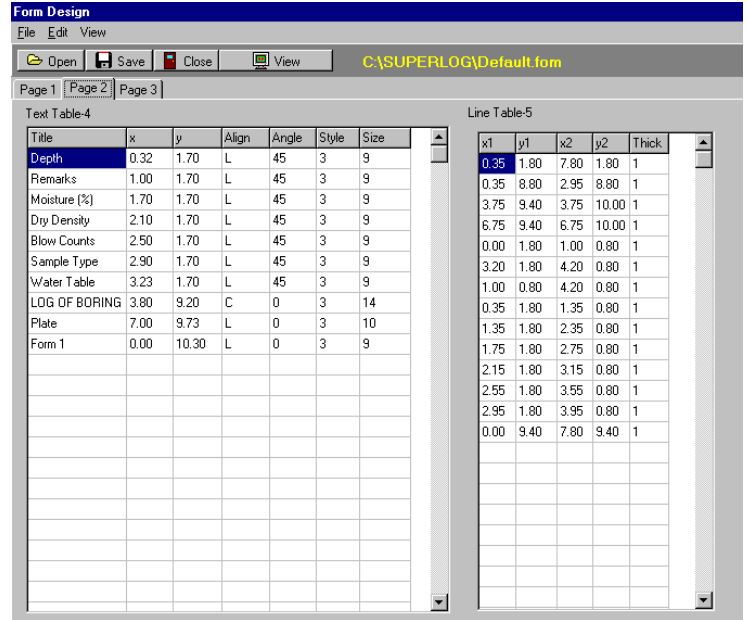 Form Design
File Edit View
Open Save Close View C:\SUPERLOG\Default.fom
Page 1 Page 2 Page 3
Text Table-4
Title x y Align Angle Style Size
Depth 0.32 1.70 L 45 3 9
Remarks 1.00 1.70 L 45 3 9
Moisture (%) 1.70 1.70 L 45 3 9
Dry Density 2.10 1.70 L 45 3 9
Blow Counts 2.50 1.70 L 45 3 9
Sample Type 2.90 1.70 L 45 3 9
Water Table 3.23 1.70 L 45 3 9
LOG OF BORING 3.80 9.20 C 0 3 14
Plate 7.00 9.73 L 0 3 10
Form 1 0.00 10.30 L 0 3 9
Line Table-5
x1 y1 x2 y2 Thick
0.35 1.80 7.80 1.80 1
0.35 8.80 2.95 8.80 1
3.75 9.40 3.75 10.00 1
6.75 9.40 6.75 10.00 1
0.00 1.80 1.00 0.80 1
3.20 1.80 4.20 0.80 1
1.00 0.80 4.20 0.80 1
0.35 1.80 1.35 0.80 1
1.35 1.80 2.35 0.80 1
1.75 1.80 2.75 0.80 1
2.15 1.80 3.15 0.80 1
2.55 1.80 3.55 0.80 1
2.95 1.80 3.95 0.80 1
0.00 9.40 7.80 9.40 1